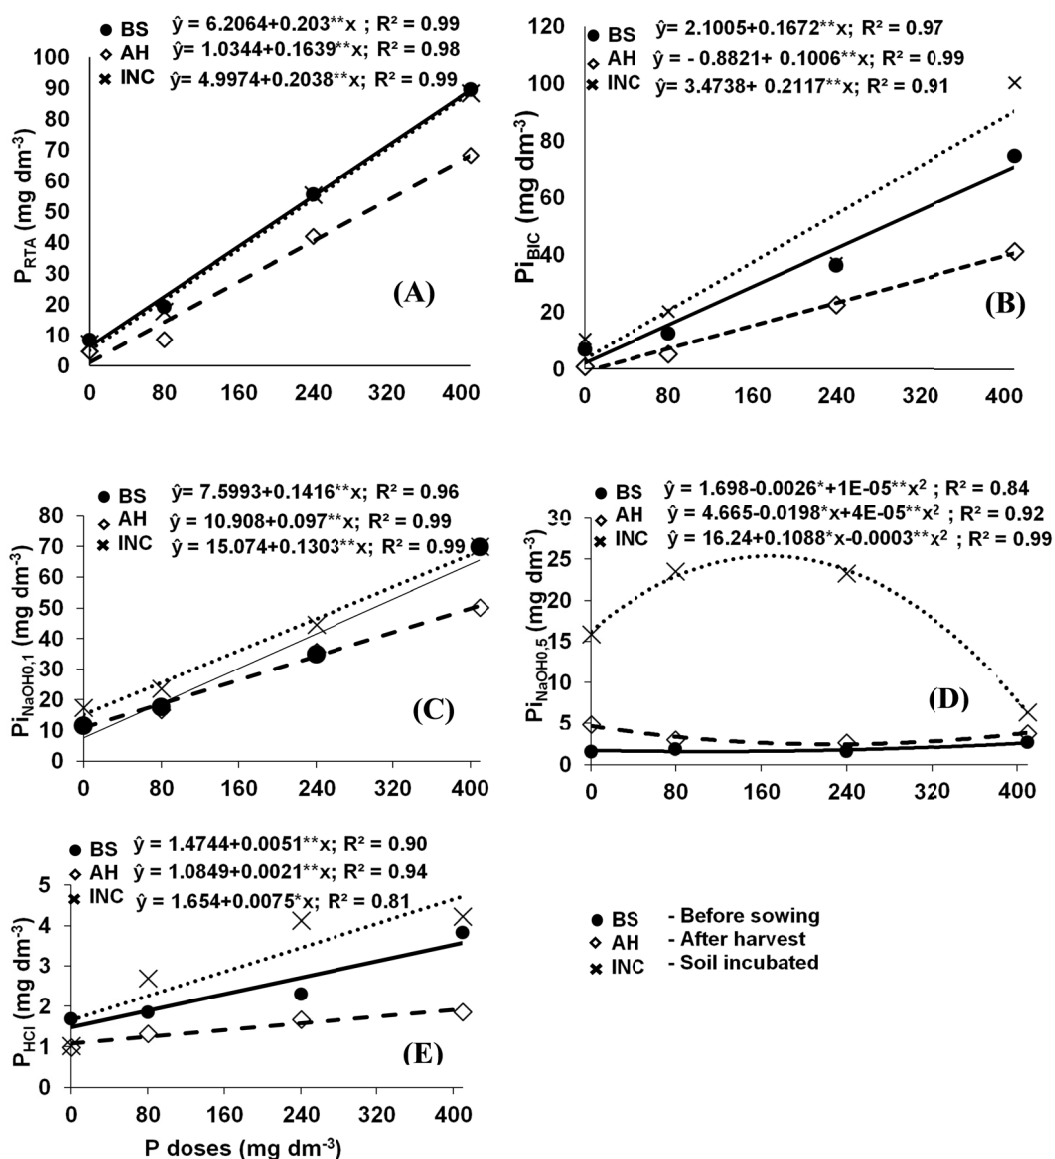 BS ŷ= 6.2064+0.203**x ; R² = 0.99
AH ŷ= 1.0344+0.1639**x; R² = 0.98
INC ŷ= 4.9974+0.2038**x; R² = 0.99
P_RTA (mg dm-³)
100
90
80
70
60
50
40
30
20
10
0
(A)
0 80 160 240 320 400
BS ŷ= 2.1005+0.1672**x; R² = 0.97
AH ŷ = - 0.8821+ 0.1006**x; R² = 0.99
INC ŷ= 3.4738+ 0.2117**x; R² = 0.91
Pi_BIC (mg dm-³)
120
100
80
60
40
20
0
(B)
0 80 160 240 320 400
BS ŷ= 7.5993+0.1416**x; R² = 0.96
AH ŷ = 10.908+0.097**x; R² = 0.99
INC ŷ = 15.074+0.1303**x; R² = 0.99
Pi_NaOH0,1 (mg dm-³)
80
70
60
50
40
30
20
10
0
(C)
0 80 160 240 320 400
BS ŷ = 1.698-0.0026*+1E-05**x² ; R² = 0.84
AH ŷ = 4.665-0.0198*x+4E-05**x² ; R² = 0.92
INC ŷ = 16.24+0.1088*x-0.0003**x² ; R² = 0.99
Pi_NaOH0,5 (mg dm-³)
30
25
20
15
10
5
0
(D)
0 80 160 240 320 400
BS ŷ = 1.4744+0.0051**x; R² = 0.90
AH ŷ = 1.0849+0.0021**x; R² = 0.94
INC ŷ = 1.654+0.0075*x; R² = 0.81
P_HCl (mg dm-³)
5
4
3
2
1
0
(E)
0 80 160 240 320 400
P doses (mg dm-³)
BS - Before sowing
AH - After harvest
INC - Soil incubated